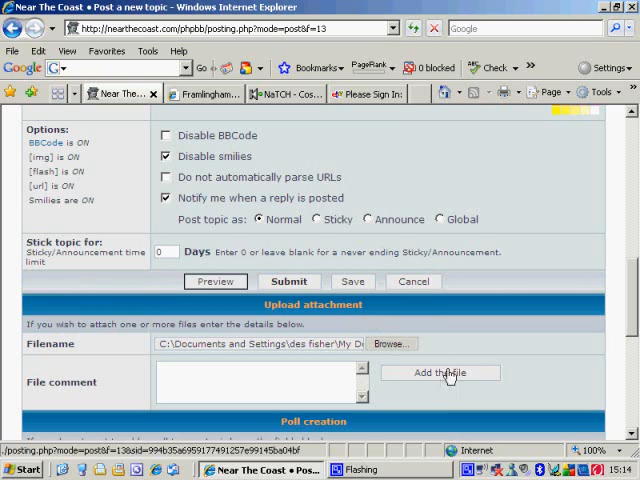 Near The Coast • Post a new topic - Windows Internet Explorer
http://nearthecoast.com/phpbb/posting.php?mode=post&f=13
Google
File Edit View Favorites Tools Help
Google G Go PageRank Bookmarks 0 blocked Check Settings
Near The... Framlingham... NaTCH - Cos... Please Sign In: Page Tools
Options:
BBCode is ON
[img] is ON
[flash] is ON
[url] is ON
Smilies are ON
Disable BBCode
Disable smilies
Do not automatically parse URLs
Notify me when a reply is posted
Post topic as: Normal Sticky Announce Global
Stick topic for:
Sticky/Announcement time
limit
0 Days Enter 0 or leave blank for a never ending Sticky/Announcement.
Preview Submit Save Cancel
Upload attachment
If you wish to attach one or more files enter the details below.
Filename C:\Documents and Settings\des fisher\My D Browse...
File comment Add the file
Poll creation
./posting.php?mode=post&f=13&sid=994b35a6959177491257e99145ba04bf Internet 100%
Start Near The Coast • Pos... Flashing 15:14